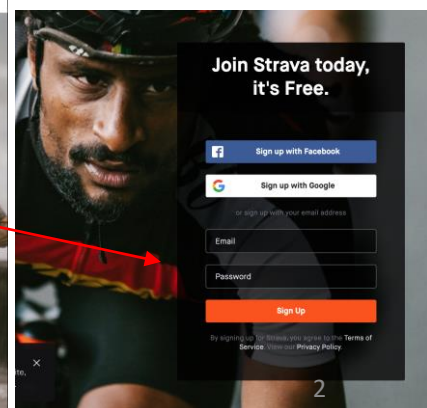 Join Strava today,
it's Free.
Sign up with Facebook
Sign up with Google
or sign up with your email address
Email
Password
Sign Up
By signing up for Strava, you agree to the Terms of
Service. View our Privacy Policy.
ite,
2